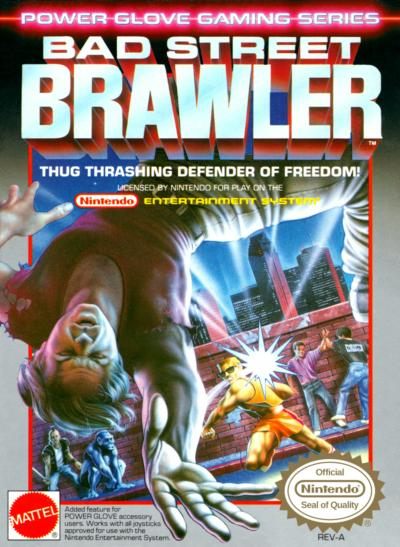 POWER GLOVE GAMING SERIES
BAD STREET
BRAWLER
TM
THUG THRASHING DEFENDER OF FREEDOM!
LICENSED BY NINTENDO FOR PLAY ON THE
Nintendo ENTERTAINMENT SYSTEM
MATTEL
Added feature for
POWER GLOVE accessory
users. Works with all joysticks
approved for use with the
Nintendo Entertainment System.
Official
Nintendo
Seal of Quality
®
REV-A